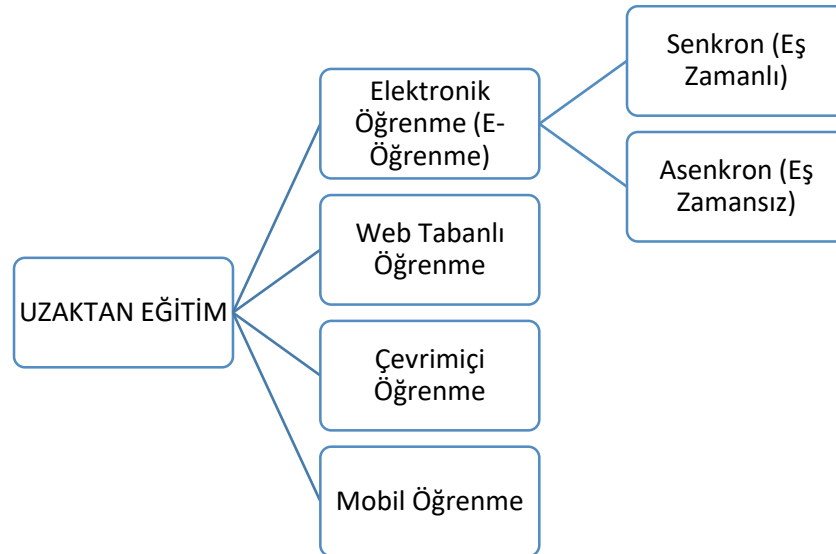 UZAKTAN EĞİTİM
Elektronik
Öğrenme (E-
Öğrenme)
Senkron (Eş
Zamanlı)
Asenkron (Eş
Zamansız)
Web Tabanlı
Öğrenme
Çevrimiçi
Öğrenme
Mobil Öğrenme